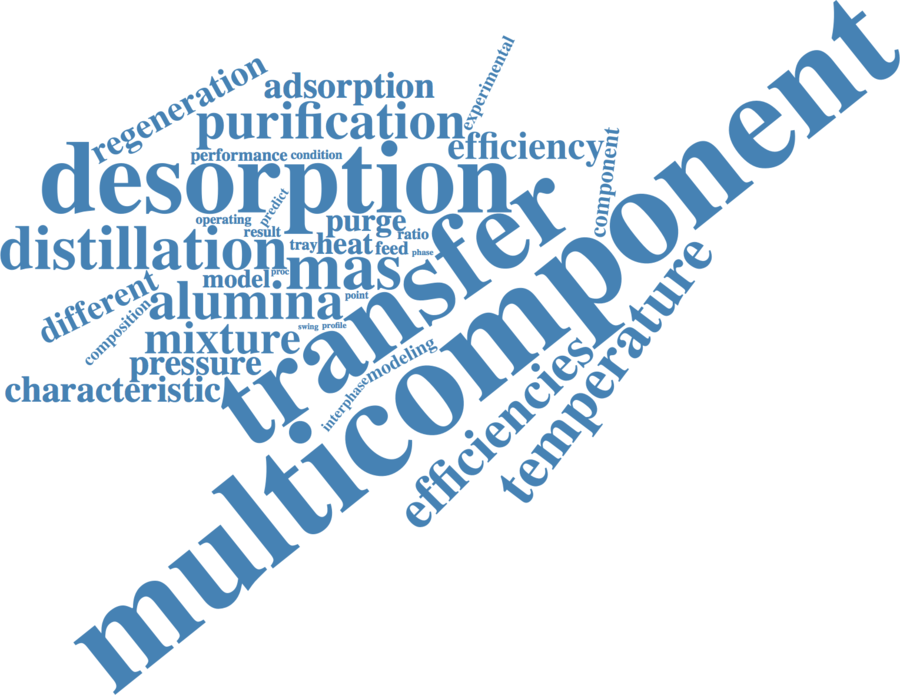 experimental
regeneration
adsorption
purification
efficiency
performance
condition
desorption
component
multicomponent
predict
operating
purge
result
ratio
distillation
tray
heat
feed
phase
transfer
mas
proc
model
different
alumina
point
composition
swing
profile
mixture
pressure
modeling
interphase
characteristic
efficiencies
temperature